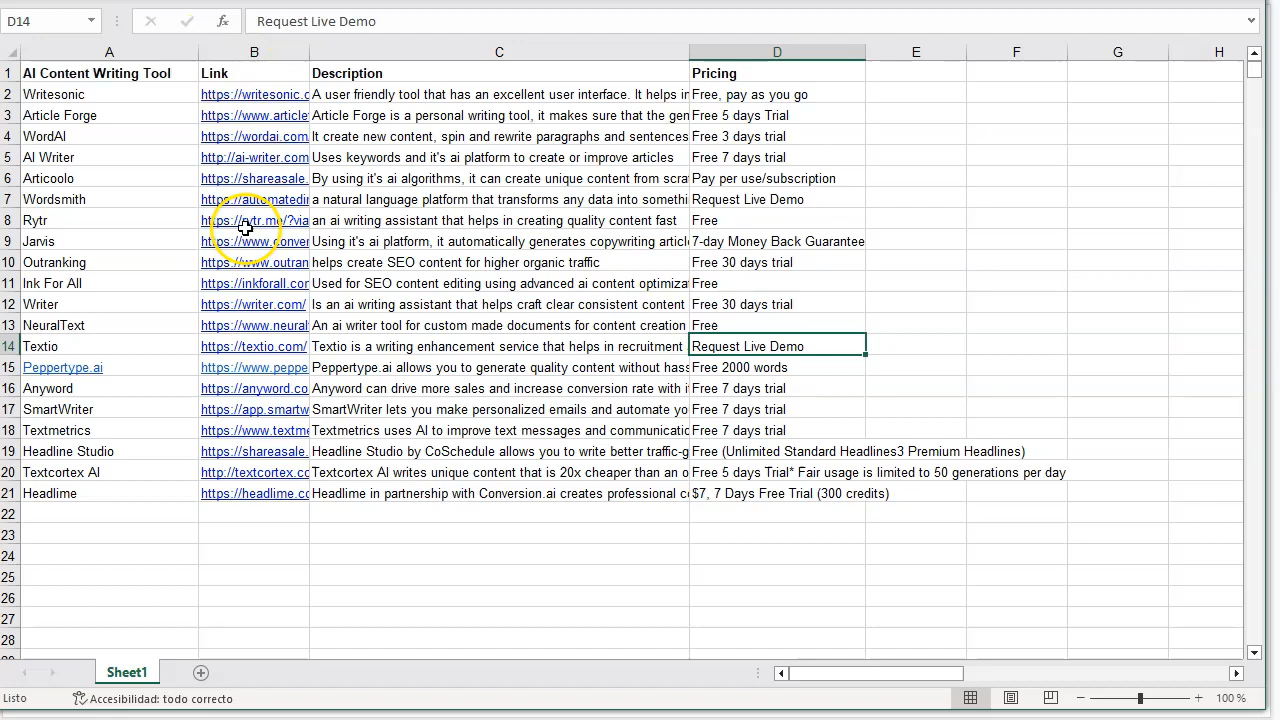 D14 fx Request Live Demo
A B C D E F G H
1 AI Content Writing Tool Link Description Pricing
2 Writesonic https://writesonic.c A user friendly tool that has an excellent user interface. It helps in Free, pay as you go
3 Article Forge https://www.article Article Forge is a personal writing tool, it makes sure that the gen Free 5 days Trial
4 WordAI https://wordai.com It create new content, spin and rewrite paragraphs and sentences Free 3 days trial
5 AI Writer http://ai-writer.com Uses keywords and it's ai platform to create or improve articles Free 7 days trial
6 Articoolo https://shareasale. By using it's ai algorithms, it can create unique content from scra Pay per use/subscription
7 Wordsmith https://automatedin a natural language platform that transforms any data into somethi Request Live Demo
8 Rytr https://rytr.me/?via an ai writing assistant that helps in creating quality content fast Free
9 Jarvis https://www.conver Using it's ai platform, it automatically generates copywriting article 7-day Money Back Guarantee
10 Outranking https://www.outran helps create SEO content for higher organic traffic Free 30 days trial
11 Ink For All https://inkforall.con Used for SEO content editing using advanced ai content optimiza Free
12 Writer https://writer.com/ Is an ai writing assistant that helps craft clear consistent content Free 30 days trial
13 NeuralText https://www.neural An ai writer tool for custom made documents for content creation Free
14 Textio https://textio.com/ Textio is a writing enhancement service that helps in recruitment Request Live Demo
15 Peppertype.ai https://www.peppe Peppertype.ai allows you to generate quality content without hass Free 2000 words
16 Anyword https://anyword.co Anyword can drive more sales and increase conversion rate with i Free 7 days trial
17 SmartWriter https://app.smartw SmartWriter lets you make personalized emails and automate yo Free 7 days trial
18 Textmetrics https://www.textme Textmetrics uses AI to improve text messages and communicatio Free 7 days trial
19 Headline Studio https://shareasale. Headline Studio by CoSchedule allows you to write better traffic-g Free (Unlimited Standard Headlines3 Premium Headlines)
20 Textcortex AI http://textcortex.co Textcortex AI writes unique content that is 20x cheaper than an o Free 5 days Trial* Fair usage is limited to 50 generations per day
21 Headlime https://headlime.co Headlime in partnership with Conversion.ai creates professional co $7, 7 Days Free Trial (300 credits)
22
23
24
25
26
27
28
Sheet1
Listo Accesibilidad: todo correcto 100 %